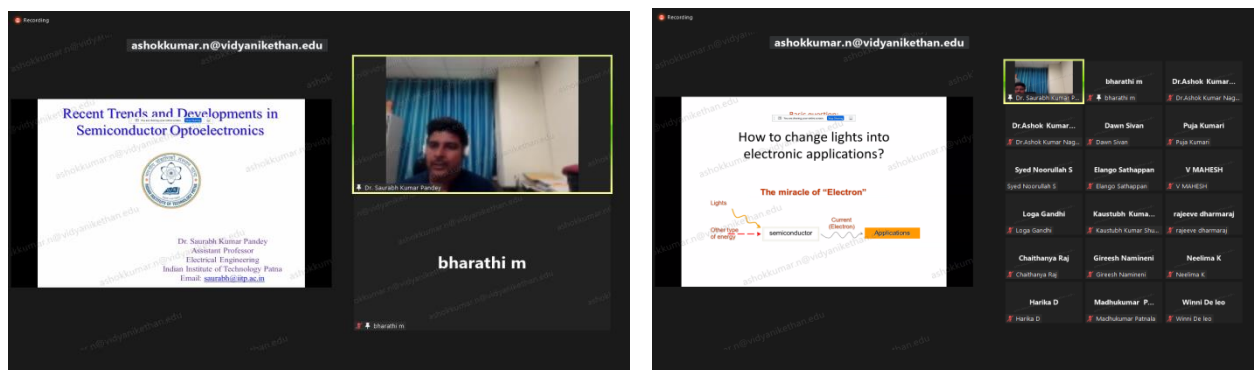 Recording
ashokkumar.n@vidyanikethan.edu
Recent Trends and Developments in
Semiconductor Optoelectronics
Dr. Saurabh Kumar Pandey
Assistant Professor
Electrical Engineering
Indian Institute of Technology Patna
Email: saurabh@iitp.ac.in
Dr. Saurabh Kumar Pandey
bharathi m
bharathi m
Recording
ashokkumar.n@vidyanikethan.edu
How to change lights into
electronic applications?
The miracle of “Electron”
Lights
Other type
of energy
semiconductor
Current
(Electron)
Applications
Dr. Saurabh Kumar P...
bharathi m
bharathi m
Dr.Ashok Kumar...
Dr.Ashok Kumar Nag...
Dr.Ashok Kumar...
Dr.Ashok Kumar Nag...
Dawn Sivan
Dawn Sivan
Puja Kumari
Puja Kumari
Syed Noorullah S
Syed Noorullah S
Elango Sathappan
Elango Sathappan
V MAHESH
V MAHESH
Loga Gandhi
Loga Gandhi
Kaustubh Kuma...
Kaustubh Kumar Shu...
rajeeve dharmaraj
rajeeve dharmaraj
Chaithanya Raj
Chaithanya Raj
Gireesh Namineni
Gireesh Namineni
Neelima K
Neelima K
Harika D
Harika D
Madhukumar P...
Madhukumar Patnala
Winni De leo
Winni De leo